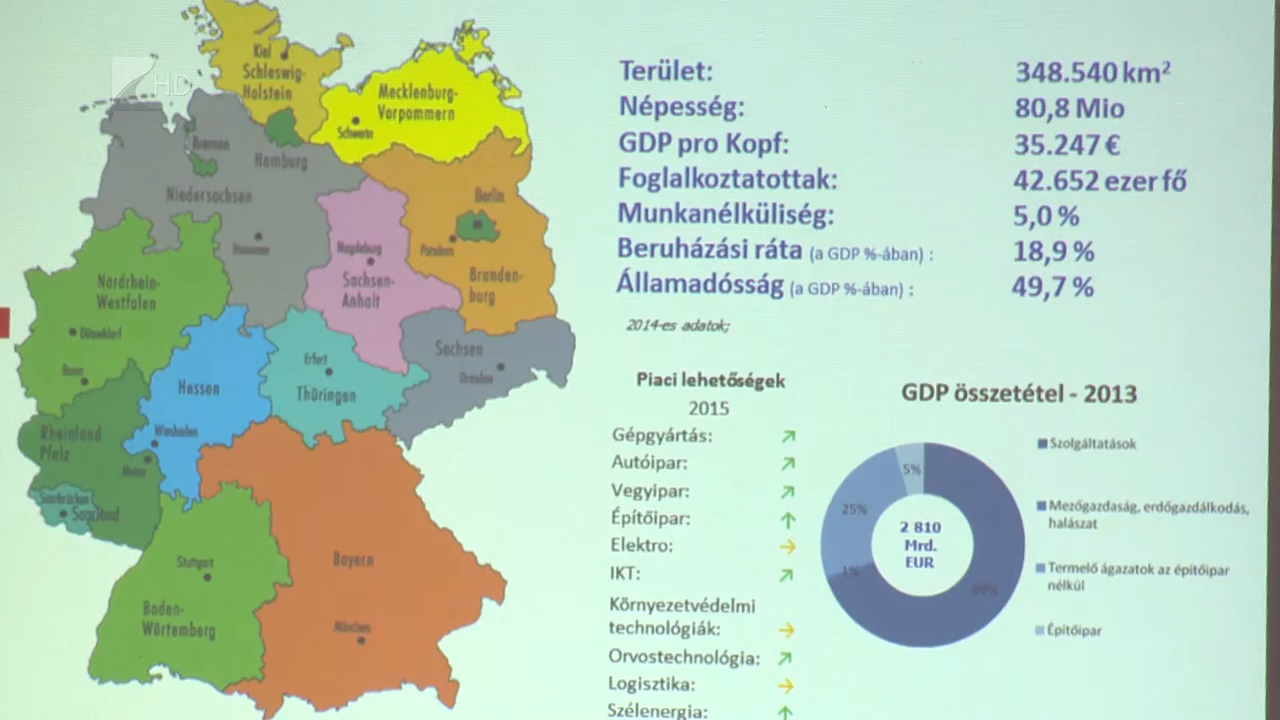 HD
Kiel
Schleswig-
Holstein
Mecklenburg-
Vorpommern
Schwerin
Bremen
Hamburg
Niedersachsen
Hannover
Berlin
Potsdam
Branden-
burg
Magdeburg
Sachsen-
Anhalt
Nordrhein-
Westfalen
Düsseldorf
Bonn
Hessen
Wiesbaden
Erfurt
Thüringen
Sachsen
Dresden
Rheinland
Pfalz
Mainz
Saarbrücken
Saarland
Stuttgart
Baden-
Würtemberg
Bayern
München
Terület: 348.540 km²
Népesség: 80,8 Mio
GDP pro Kopf: 35.247 €
Foglalkoztatottak: 42.652 ezer fő
Munkanélküliség: 5,0 %
Beruházási ráta (a GDP %-ában) : 18,9 %
Államadósság (a GDP %-ában) : 49,7 %
2014-es adatok;
Piaci lehetőségek
2015
Gépgyártás: ↗
Autóipar: ↗
Vegyipar: ↗
Építőipar: ↑
Elektro: →
IKT: ↗
Környezetvédelmi
technológiák: →
Orvostechnológia: ↗
Logisztika: →
Szélenergia: ↑
GDP összetétel - 2013
5%
25%
1%
69%
2 810
Mrd.
EUR
Szolgáltatások
Mezőgazdaság, erdőgazdálkodás,
halászat
Termelő ágazatok az építőipar
nélkül
Építőipar